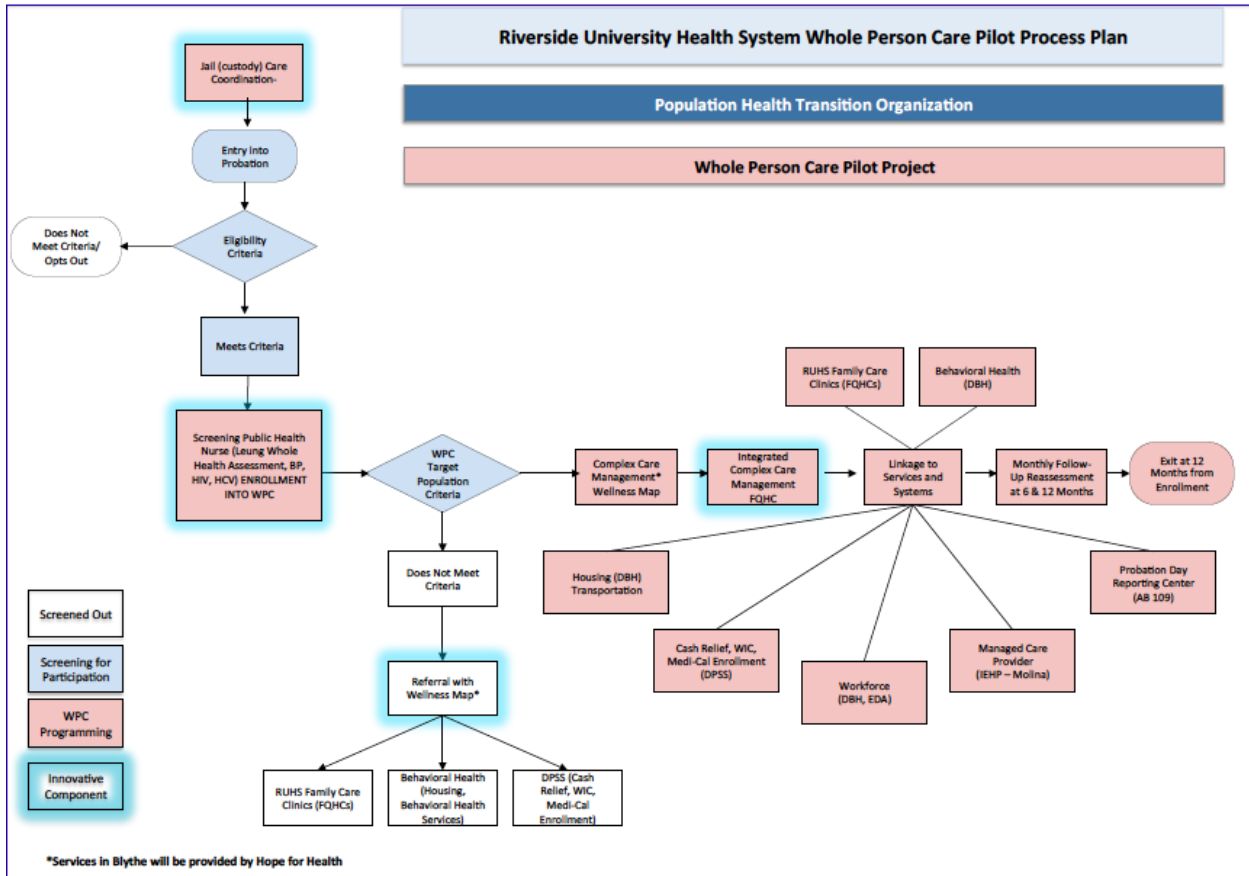 Riverside University Health System Whole Person Care Pilot Process Plan
Population Health Transition Organization
Whole Person Care Pilot Project
Jail (custody) Care
Coordination-
Entry into
Probation
Eligibility
Criteria
Does Not
Meet Criteria/
Opts Out
Meets Criteria
Screening Public Health
Nurse (Leung Whole
Health Assessment, BP,
HIV, HCV) ENROLLMENT
INTO WPC
WPC
Target
Population
Criteria
Complex Care
Management*
Wellness Map
Integrated
Complex Care
Management
FQHC
RUHS Family Care
Clinics (FQHCs)
Behavioral Health
(DBH)
Linkage to
Services and
Systems
Monthly Follow-
Up Reassessment
at 6 & 12 Months
Exit at 12
Months from
Enrollment
Does Not Meet
Criteria
Housing (DBH)
Transportation
Cash Relief, WIC,
Medi-Cal Enrollment
(DPSS)
Workforce
(DBH, EDA)
Managed Care
Provider
(IEHP – Molina)
Probation Day
Reporting Center
(AB 109)
Referral with
Wellness Map*
RUHS Family Care
Clinics (FQHCs)
Behavioral Health
(Housing,
Behavioral Health
Services)
DPSS (Cash
Relief, WIC,
Medi-Cal
Enrollment)
Screened Out
Screening for
Participation
WPC
Programming
Innovative
Component
*Services in Blythe will be provided by Hope for Health